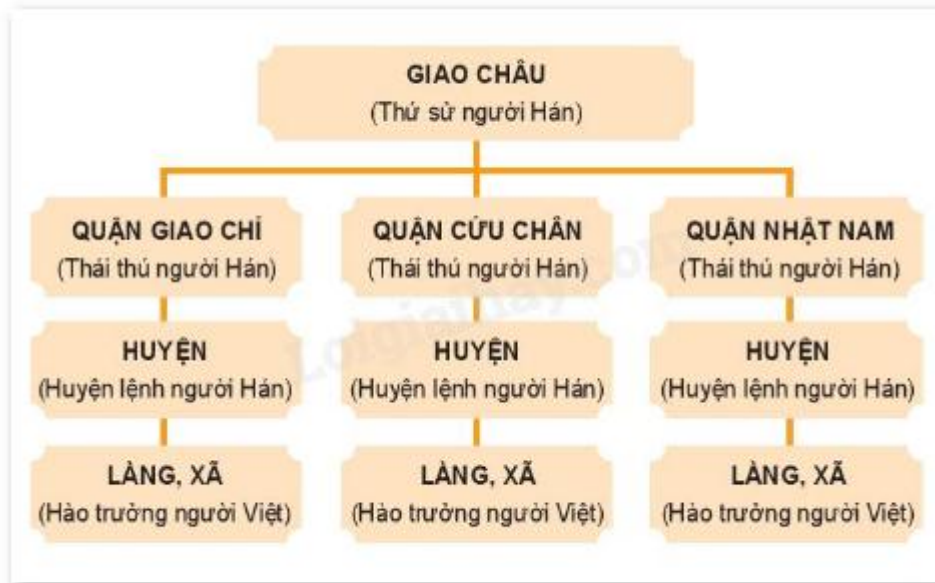 GIAO CHÂU
(Thứ sử người Hán)
QUẬN GIAO CHỈ
(Thái thú người Hán)
QUẬN CỬU CHÂN
(Thái thú người Hán)
QUẬN NHẬT NAM
(Thái thú người Hán)
HUYỆN
(Huyện lệnh người Hán)
HUYỆN
(Huyện lệnh người Hán)
HUYỆN
(Huyện lệnh người Hán)
LÀNG, XÃ
(Hào trưởng người Việt)
LÀNG, XÃ
(Hào trưởng người Việt)
LÀNG, XÃ
(Hào trưởng người Việt)
Loigiaihay.com